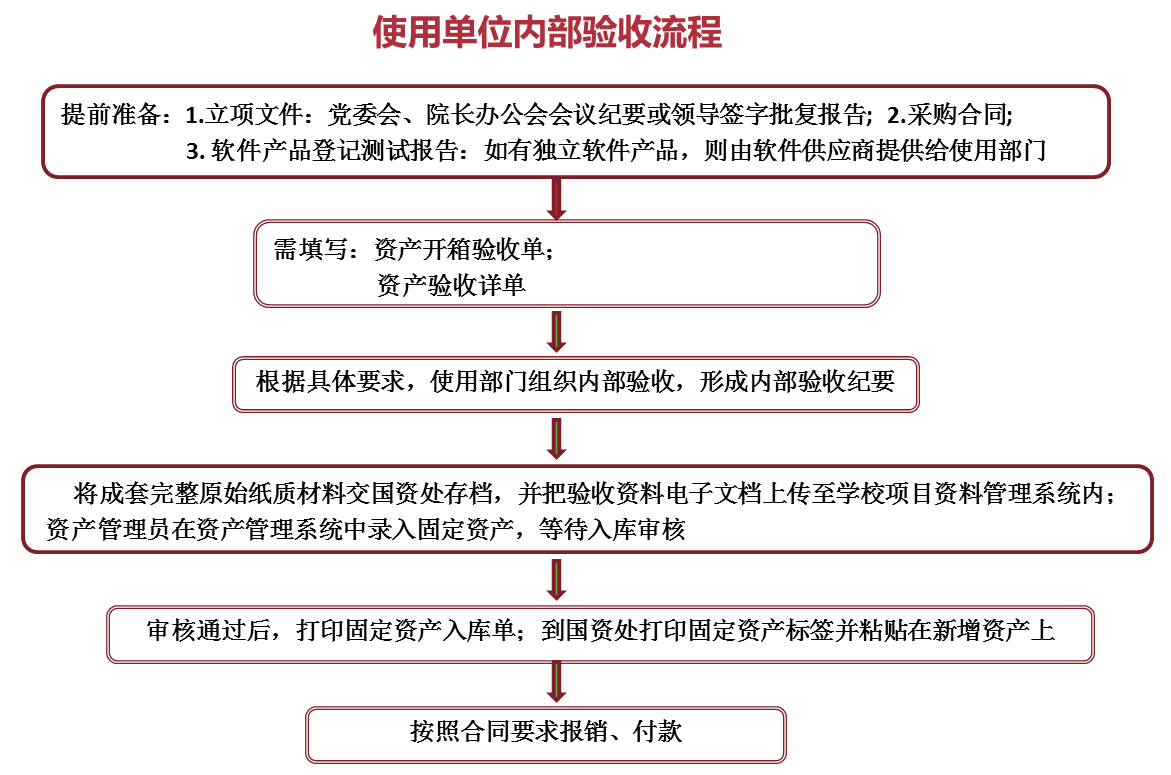 使用单位内部验收流程
提前准备：1.立项文件：党委会、院长办公会会议纪要或领导签字批复报告; 2.采购合同;
3. 软件产品登记测试报告：如有独立软件产品，则由软件供应商提供给使用部门
需填写：资产开箱验收单；
资产验收详单
根据具体要求，使用部门组织内部验收，形成内部验收纪要
将成套完整原始纸质材料交国资处存档，并把验收资料电子文档上传至学校项目资料管理系统内；
资产管理员在资产管理系统中录入固定资产，等待入库审核
审核通过后，打印固定资产入库单；到国资处打印固定资产标签并粘贴在新增资产上
按照合同要求报销、付款